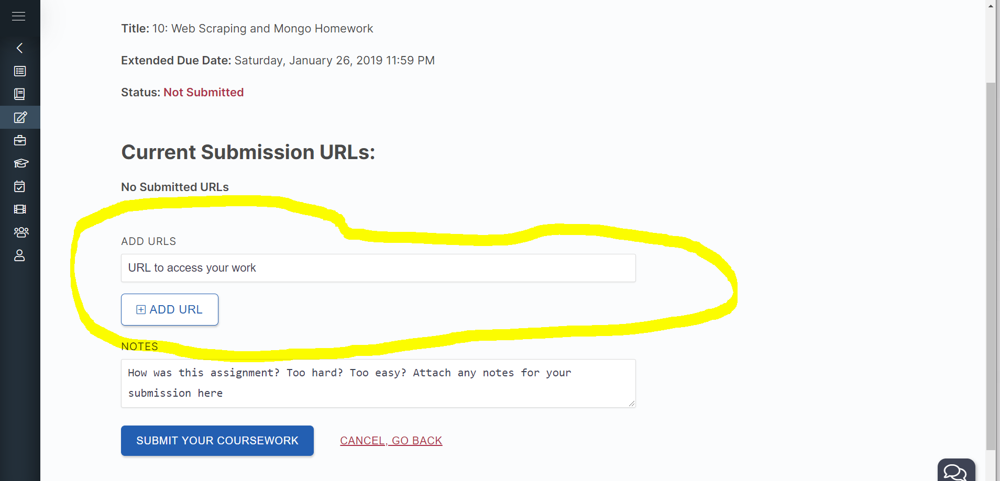 Title: 10: Web Scraping and Mongo Homework
Extended Due Date: Saturday, January 26, 2019 11:59 PM
Status: Not Submitted
Current Submission URLs:
No Submitted URLs
ADD URLS
URL to access your work
ADD URL
NOTES
How was this assignment? Too hard? Too easy? Attach any notes for your
submission here
SUBMIT YOUR COURSEWORK
CANCEL, GO BACK